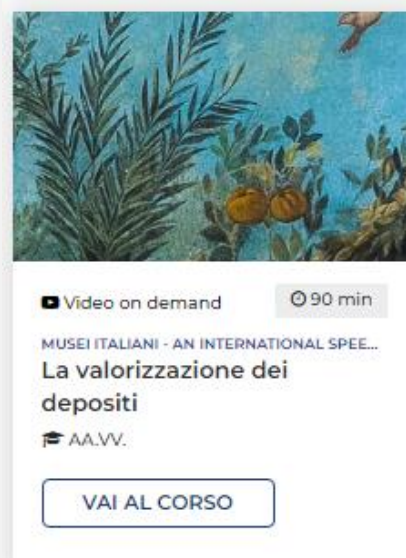 Video on demand
90 min
MUSEI ITALIANI - AN INTERNATIONAL SPEE...
La valorizzazione dei
depositi
AA.VV.
VAI AL CORSO